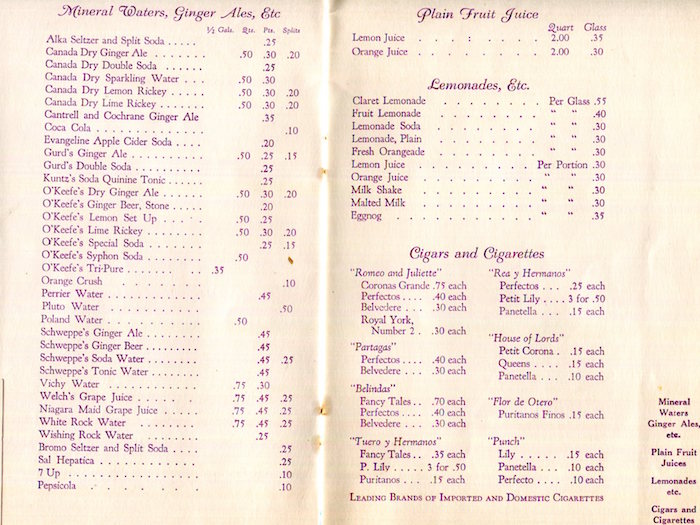 Mineral Waters, Ginger Ales, Etc
½ Gals. Qts. Pts. Splits
Alka Seltzer and Split Soda ..... .25
Canada Dry Ginger Ale ........ .50 .30 .20
Canada Dry Double Soda ...... .25
Canada Dry Sparkling Water ... .50 .30
Canada Dry Lemon Rickey ..... .50 .30 .20
Canada Dry Lime Rickey ....... .50 .30 .20
Cantrell and Cochrane Ginger Ale .35
Coca Cola .10
Evangeline Apple Cider Soda .... .20
Gurd's Ginger Ale ............ .50 .25 .15
Gurd's Double Soda ........... .25
Kuntz's Soda Quinine Tonic ..... .25
O'Keefe's Dry Ginger Ale ....... .50 .30 .20
O'Keefe's Ginger Beer, Stone .... .20
O'Keefe's Lemon Set Up ....... .50 .25
O'Keefe's Lime Rickey ......... .50 .30 .20
O'Keefe's Special Soda ......... .25 .15
O'Keefe's Syphon Soda ........ .50
O'Keefe's Tri-Pure ........ .35
Orange Crush .10
Perrier Water ................ .45
Pluto Water .50
Poland Water ............... .50
Schweppe's Ginger Ale ......... .45
Schweppe's Ginger Beer ........ .45
Schweppe's Soda Water ........ .45 .25
Schweppe's Tonic Water ....... .45
Vichy Water ................ .75 .30
Welch's Grape Juice ........... .75 .45 .25
Niagara Maid Grape Juice ...... .75 .45 .25
White Rock Water ............ .75 .45 .25
Wishing Rock Water .......... .25
Bromo Seltzer and Split Soda .... .25
Sal Hepatica .25
7 Up .10
Pepsicola .10
Plain Fruit Juice
Quart Glass
Lemon Juice 2.00 .35
Orange Juice 2.00 .30
Lemonades, Etc.
Claret Lemonade Per Glass .55
Fruit Lemonade “ “ .40
Lemonade Soda “ “ .30
Lemonade, Plain “ “ .30
Fresh Orangeade “ “ .30
Lemon Juice Per Portion .30
Orange Juice “ “ .30
Milk Shake “ “ .30
Malted Milk “ “ .30
Eggnog “ “ .35
Cigars and Cigarettes
"Romeo and Juliette"
Coronas Grande .75 each
Perfectos .... .40 each
Belvedere ... .30 each
Royal York,
Number 2 . .30 each
"Partagas"
Perfectos .... .40 each
Belvedere ... .30 each
"Belindas"
Fancy Tales .. .70 each
Perfectos .... .40 each
Belvedere ... .30 each
"Tuero y Hermanos"
Fancy Tales.. .35 each
P. Lily ..... 3 for .50
Puritanos ... .15 each
"Rea y Hermanos"
Perfectos ... .25 each
Petit Lily .... 3 for .50
Panetella ... .15 each
"House of Lords"
Petit Corona . .15 each
Queens ..... .15 each
Panetella ... .10 each
"Flor de Otero"
Puritanos Finos .15 each
"Punch"
Lily ...... .15 each
Panetella ... .10 each
Perfecto .... .10 each
Leading Brands of Imported and Domestic Cigarettes
Mineral
Waters
Ginger Ales,
etc.
Plain Fruit
Juices
Lemonades
etc.
Cigars and
Cigarettes